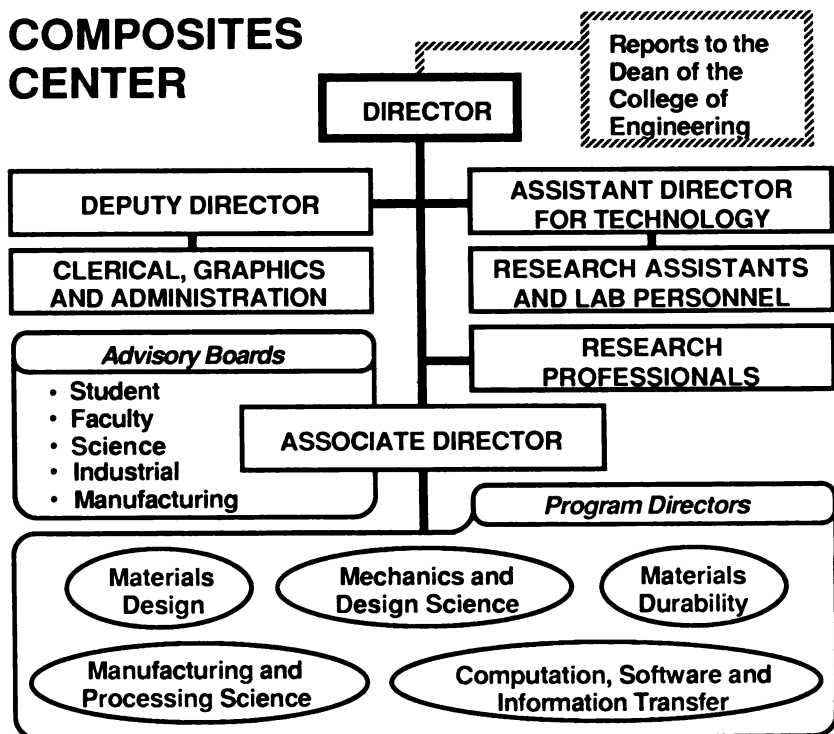 COMPOSITES
CENTER
Reports to the
Dean of the
College of
Engineering
DIRECTOR
DEPUTY DIRECTOR
ASSISTANT DIRECTOR
FOR TECHNOLOGY
CLERICAL, GRAPHICS
AND ADMINISTRATION
RESEARCH ASSISTANTS
AND LAB PERSONNEL
Advisory Boards
• Student
• Faculty
• Science
• Industrial
• Manufacturing
RESEARCH
PROFESSIONALS
ASSOCIATE DIRECTOR
Program Directors
Materials
Design
Mechanics and
Design Science
Materials
Durability
Manufacturing and
Processing Science
Computation, Software and
Information Transfer